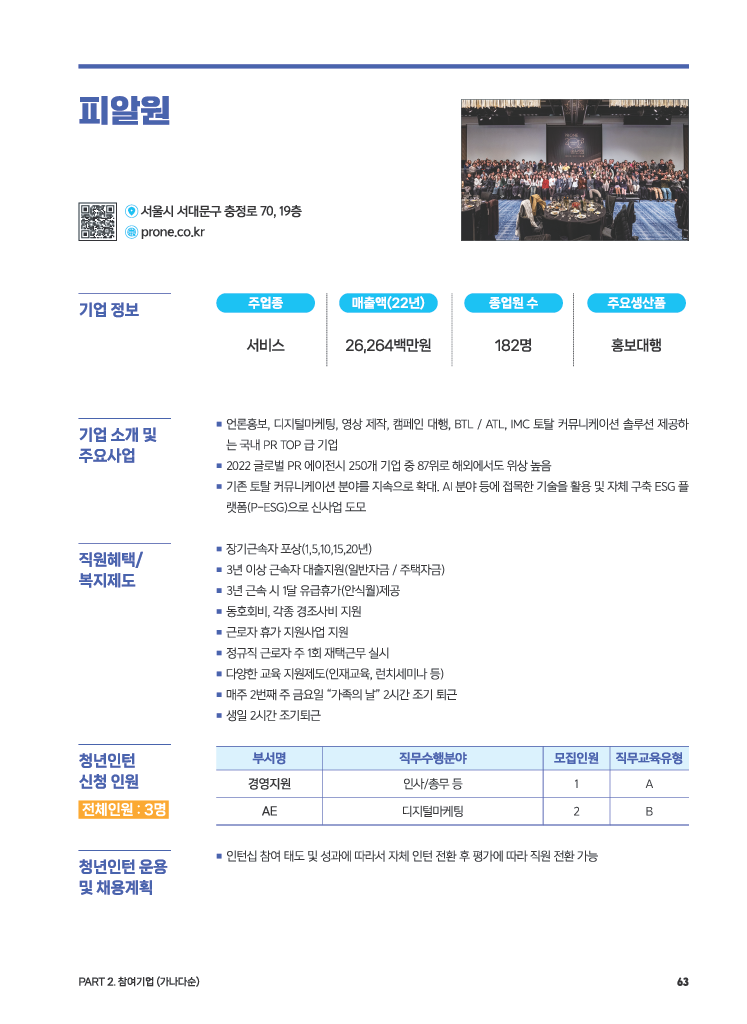 피알원
서울시 서대문구 충정로 70, 19층
prone.co.kr
기업 정보
주업종
매출액(22년)
종업원 수
주요생산품
서비스
26,264백만원
182명
홍보대행
기업 소개 및
주요사업
■ 언론홍보, 디지털마케팅, 영상 제작, 캠페인 대행, BTL / ATL, IMC 토탈 커뮤니케이션 솔루션 제공하
는 국내 PR TOP 급 기업
■ 2022 글로벌 PR 에이전시 250개 기업 중 87위로 해외에서도 위상 높음
■ 기존 토탈 커뮤니케이션 분야를 지속으로 확대. AI 분야 등에 접목한 기술을 활용 및 자체 구축 ESG 플
랫폼(P-ESG)으로 신사업 도모
직원혜택/
복지제도
■ 장기근속자 포상(1,5,10,15,20년)
■ 3년 이상 근속자 대출지원(일반자금 / 주택자금)
■ 3년 근속 시 1달 유급휴가(안식월)제공
■ 동호회비, 각종 경조사비 지원
■ 근로자 휴가 지원사업 지원
■ 정규직 근로자 주 1회 재택근무 실시
■ 다양한 교육 지원제도(인재교육, 런치세미나 등)
■ 매주 2번째 주 금요일 “가족의 날” 2시간 조기 퇴근
■ 생일 2시간 조기퇴근
청년인턴
신청 인원
전체인원 : 3명
부서명 직무수행분야 모집인원 직무교육유형
경영지원 인사/총무 등 1 A
AE 디지털마케팅 2 B
청년인턴 운용
및 채용계획
■ 인턴십 참여 태도 및 성과에 따라서 자체 인턴 전환 후 평가에 따라 직원 전환 가능
PART 2. 참여기업 (가나다순)
63